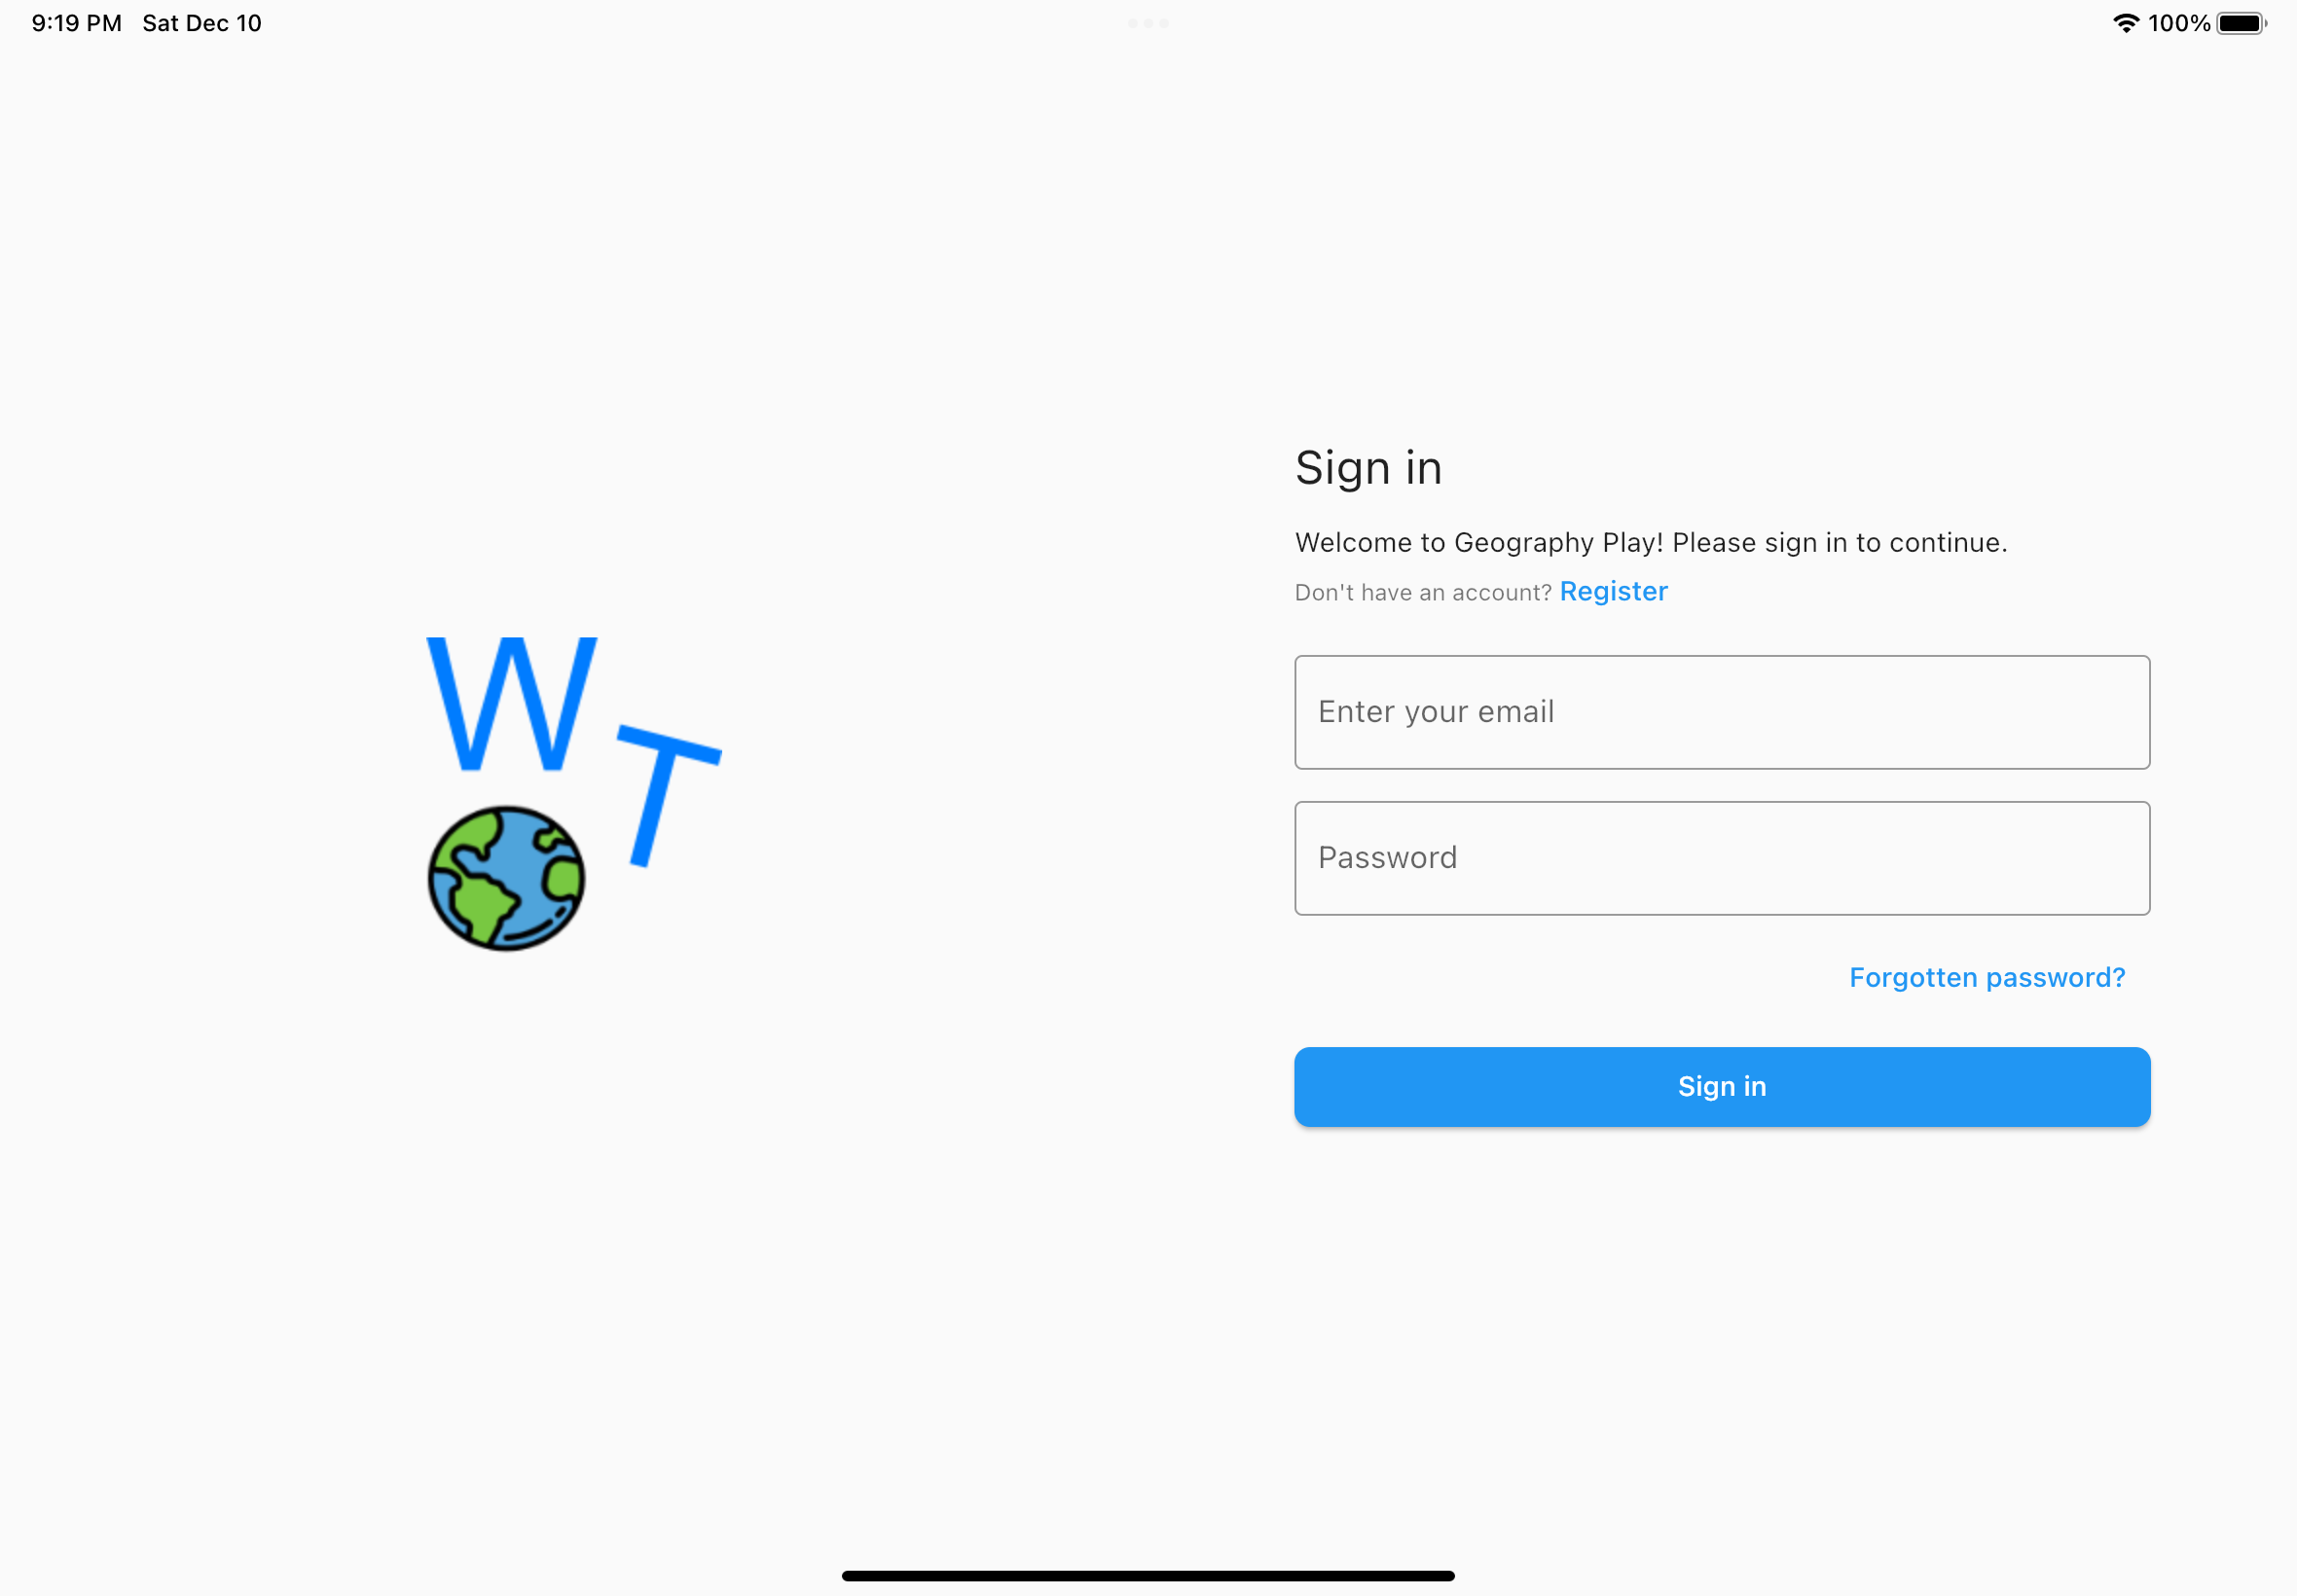 9:19 PM Sat Dec 10
100%
W
T
Sign in
Welcome to Geography Play! Please sign in to continue.
Don't have an account? Register
Enter your email
Password
Forgotten password?
Sign in